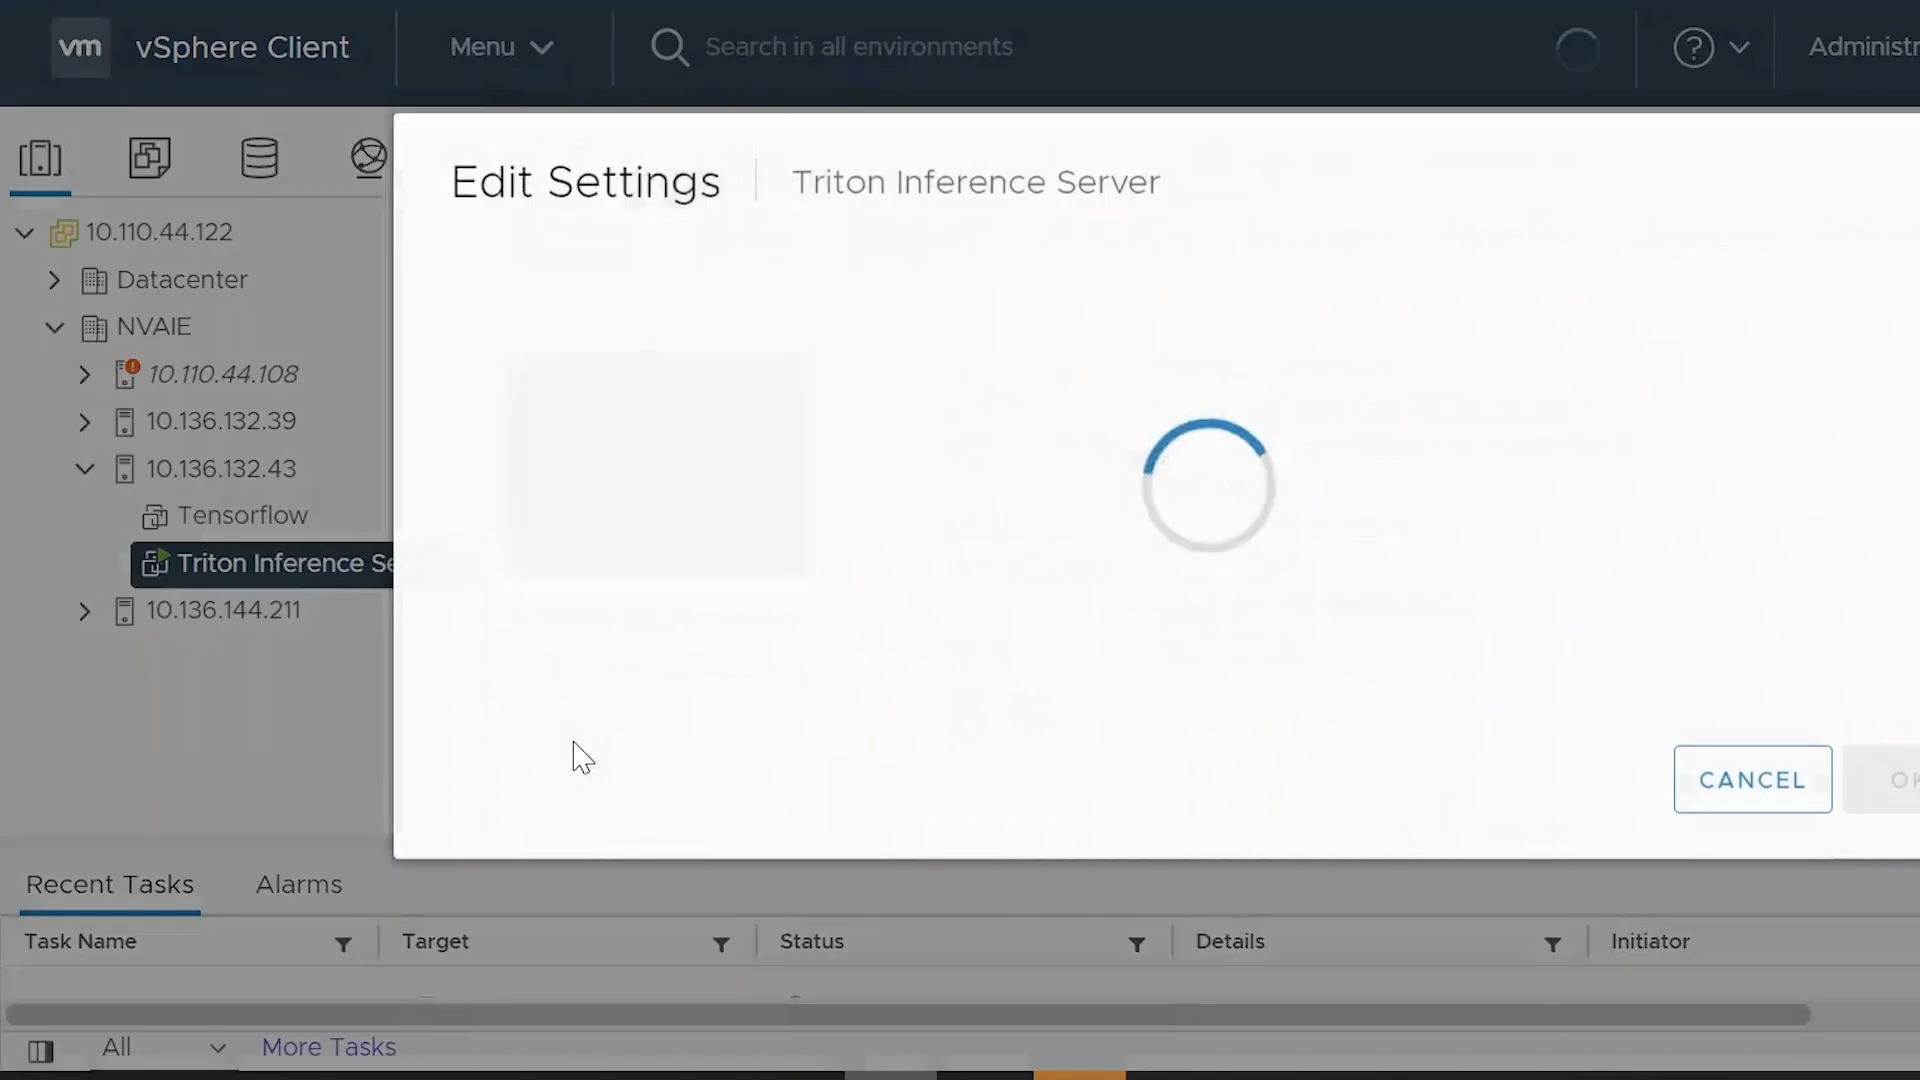 vm vSphere Client Menu Search in all environments ? Administr
Edit Settings Triton Inference Server
10.110.44.122
Datacenter
NVAIE
10.110.44.108
10.136.132.39
10.136.132.43
Tensorflow
Triton Inference Se
10.136.144.211
CANCEL OK
Recent Tasks Alarms
Task Name Target Status Details Initiator
All More Tasks